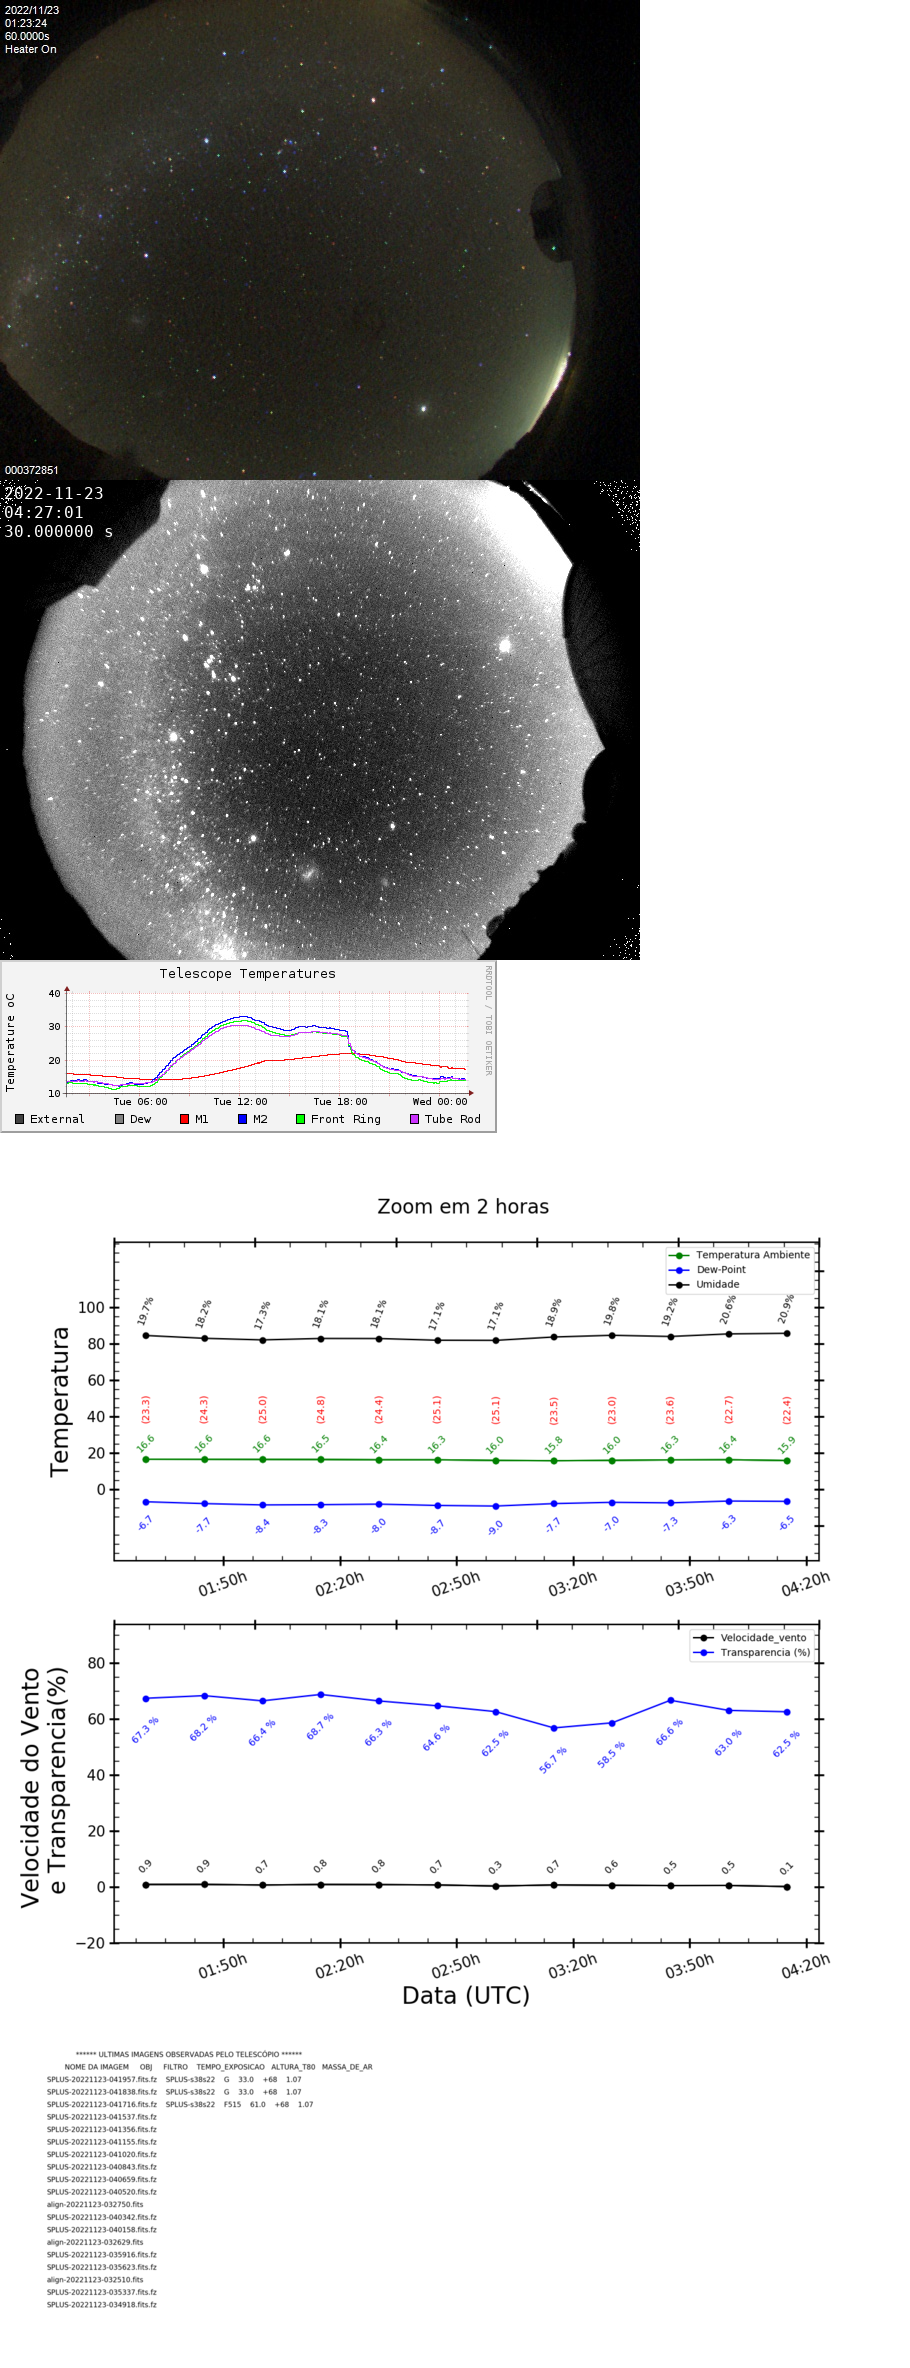 2022/11/23
01:23:24
60.0000s
Heater On
000372851
2022-11-23
04:27:01
30.000000 s
Telescope Temperatures
RRDTOOL / TOBI OETIKER
Temperature oC
40
30
20
10
Tue 06:00 Tue 12:00 Tue 18:00 Wed 00:00
External Dew M1 M2 Front Ring Tube Rod
Zoom em 2 horas
Temperatura Ambiente
Dew-Point
Umidade
Temperatura
100
80
60
40
20
0
19.7% 18.2% 17.3% 18.1% 18.1% 17.1% 17.1% 18.9% 19.8% 19.2% 20.6% 20.9%
(23.3) (24.3) (25.0) (24.8) (24.4) (25.1) (25.1) (23.5) (23.0) (23.6) (22.7) (22.4)
16.6 16.6 16.6 16.5 16.4 16.3 16.0 15.8 16.0 16.3 16.4 15.9
-6.7 -7.7 -8.4 -8.3 -8.0 -8.7 -9.0 -7.7 -7.0 -7.3 -6.3 -6.5
01:50h 02:20h 02:50h 03:20h 03:50h 04:20h
Velocidade_vento
Transparencia (%)
Velocidade do Vento
e Transparencia(%)
80
60
40
20
0
−20
67.3 % 68.2 % 66.4 % 68.7 % 66.3 % 64.6 % 62.5 % 56.7 % 58.5 % 66.6 % 63.0 % 62.5 %
0.9 0.9 0.7 0.8 0.8 0.7 0.3 0.7 0.6 0.5 0.5 0.1
01:50h 02:20h 02:50h 03:20h 03:50h 04:20h
Data (UTC)
****** ULTIMAS IMAGENS OBSERVADAS PELO TELESCÓPIO ******
NOME DA IMAGEM OBJ FILTRO TEMPO_EXPOSICAO ALTURA_T80 MASSA_DE_AR
SPLUS-20221123-041957.fits.fz SPLUS-s38s22 G 33.0 +68 1.07
SPLUS-20221123-041838.fits.fz SPLUS-s38s22 G 33.0 +68 1.07
SPLUS-20221123-041716.fits.fz SPLUS-s38s22 F515 61.0 +68 1.07
SPLUS-20221123-041537.fits.fz
SPLUS-20221123-041356.fits.fz
SPLUS-20221123-041155.fits.fz
SPLUS-20221123-041020.fits.fz
SPLUS-20221123-040843.fits.fz
SPLUS-20221123-040659.fits.fz
SPLUS-20221123-040520.fits.fz
align-20221123-032750.fits
SPLUS-20221123-040342.fits.fz
SPLUS-20221123-040158.fits.fz
align-20221123-032629.fits
SPLUS-20221123-035916.fits.fz
SPLUS-20221123-035623.fits.fz
align-20221123-032510.fits
SPLUS-20221123-035337.fits.fz
SPLUS-20221123-034918.fits.fz